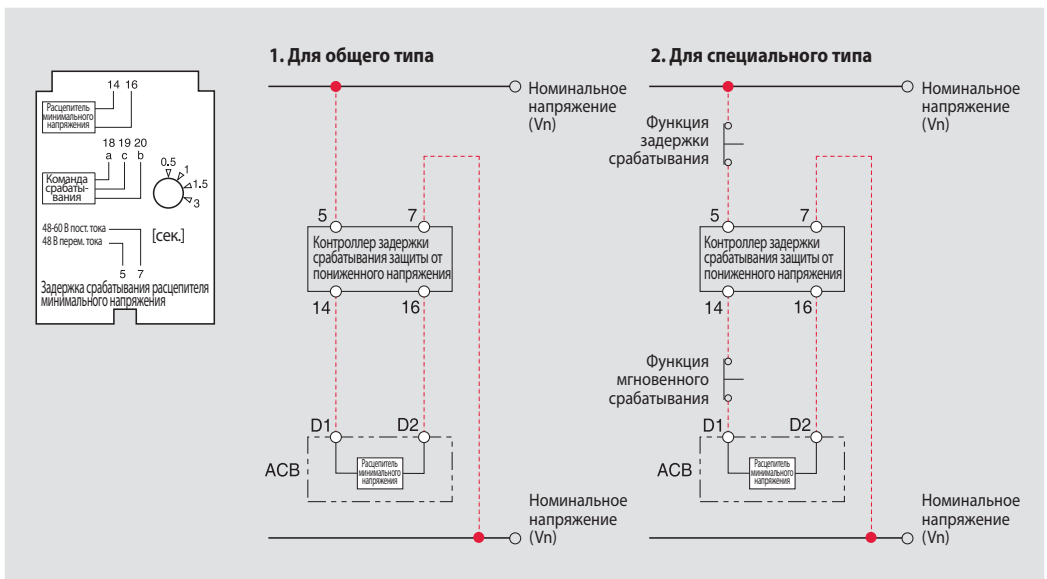 14 16
Расцепитель
минимального
напряжения
18 19 20
a c b
Команда
срабаты-
вания
0.5
1
1.5
3
[сек.]
48-60 В пост. тока
48 В перем. тока
5 7
Задержка срабатывания расцепителя
минимального напряжения
1. Для общего типа
Номинальное
напряжение
(Vn)
5 7
Контроллер задержки
срабатывания защиты от
пониженного напряжения
14 16
D1 D2
ACB
Расцепитель
минимального
напряжения
Номинальное
напряжение
(Vn)
2. Для специального типа
Номинальное
напряжение
(Vn)
Функция
задержки
срабатывания
5 7
Контроллер задержки
срабатывания защиты от
пониженного напряжения
14 16
Функция
мгновенного
срабатывания
D1 D2
ACB
Расцепитель
минимального
напряжения
Номинальное
напряжение
(Vn)